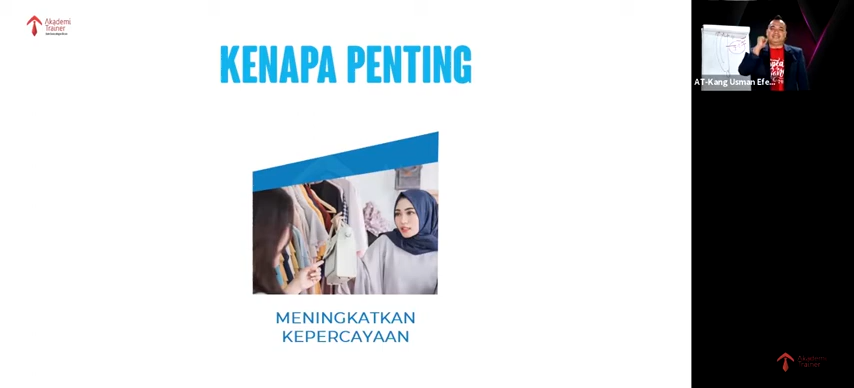 Akademi
Trainer
KENAPA PENTING
MENINGKATKAN
KEPERCAYAAN
AT-Kang Usman Efe...
Akademi
Trainer